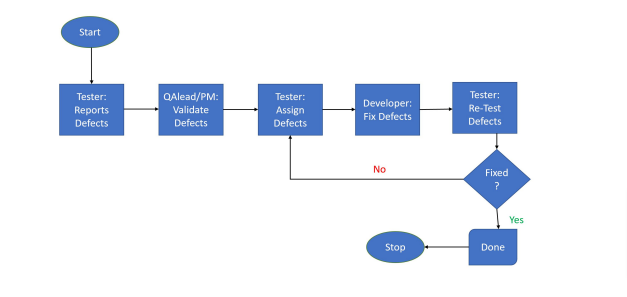 Start
Tester:
Reports
Defects
QAlead/PM:
Validate
Defects
Tester:
Assign
Defects
Developer:
Fix Defects
Tester:
Re-Test
Defects
No
Fixed
?
Yes
Stop
Done